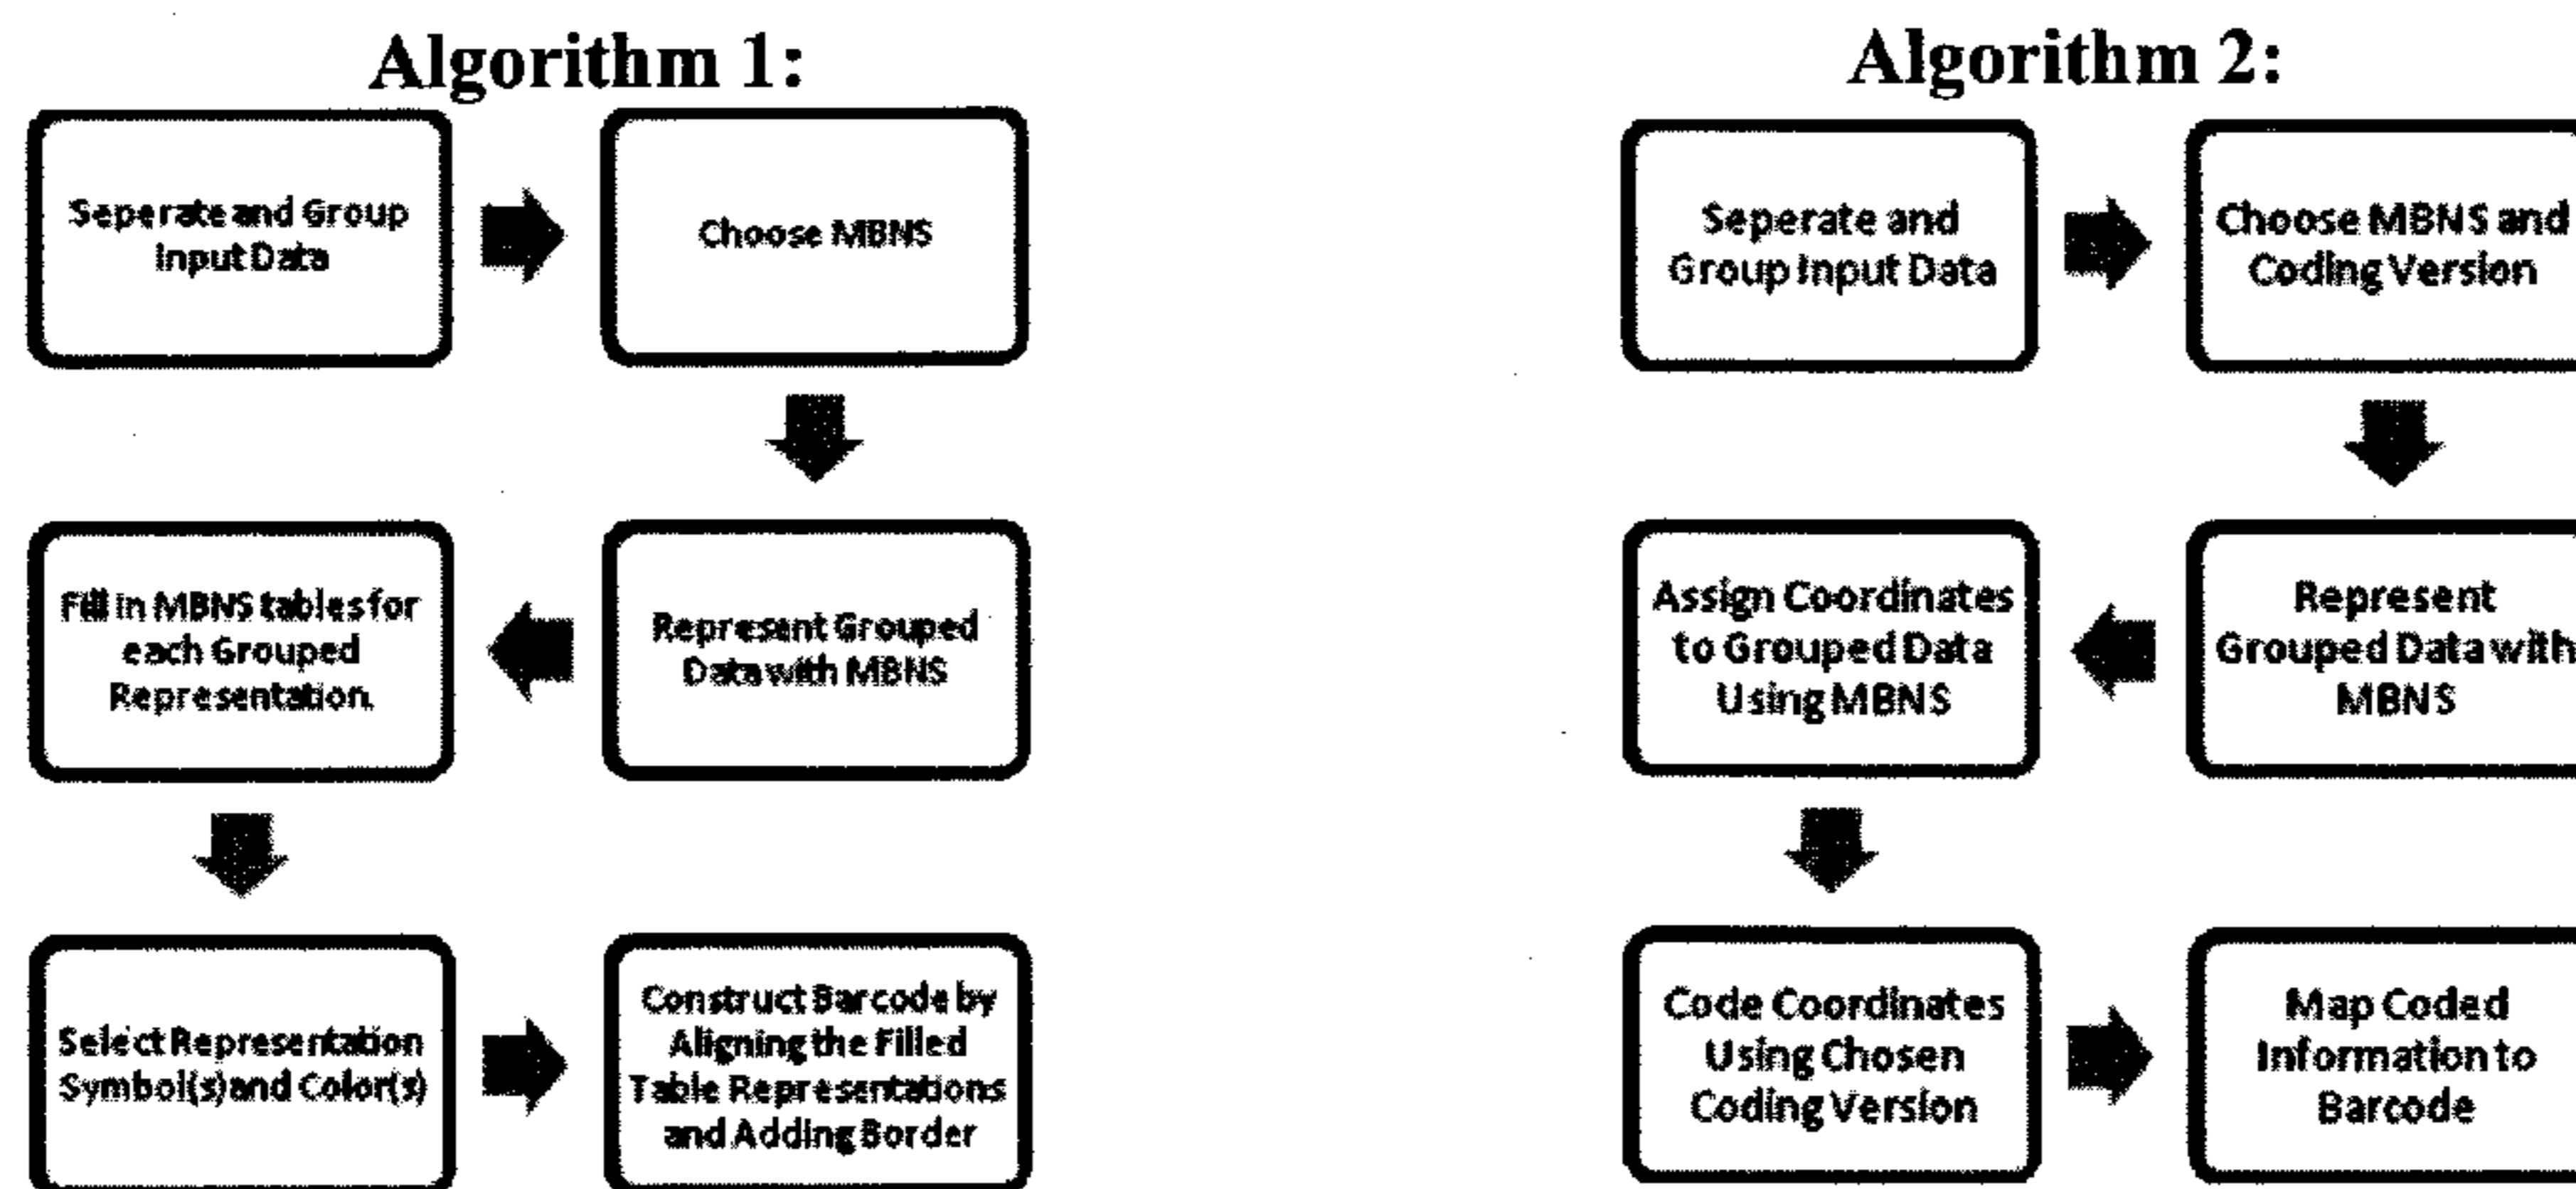 Algorithm 1:
Seperate and Group
Input Data
Choose MBNS
Represent Grouped
Data with MBNS
Fill in MBNS tables for
each Grouped
Representation.
Select Representation
Symbol(s) and Color(s)
Construct Barcode by
Aligning the Filled
Table Representations
and Adding Border
Algorithm 2:
Seperate and
Group Input Data
Choose MBNS and
Coding Version
Represent
Grouped Data with
MBNS
Assign Coordinates
to Grouped Data
Using MBNS
Code Coordinates
Using Chosen
Coding Version
Map Coded
Information to
Barcode